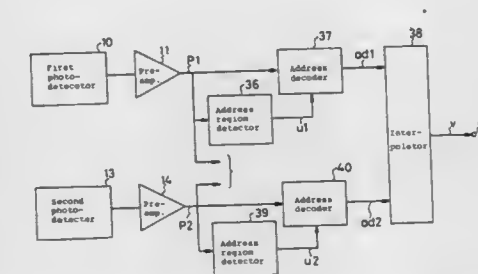 10
First
photo-
detecotor
11
Pre-
amp.
P1
37
Address
decoder
ad1
38
Inter-
polator
v
36
Address
region
detector
u1
13
Second
photo-
detector
14
Pre-
amp.
P2
40
Address
decoder
ad2
39
Address
region
detector
u2